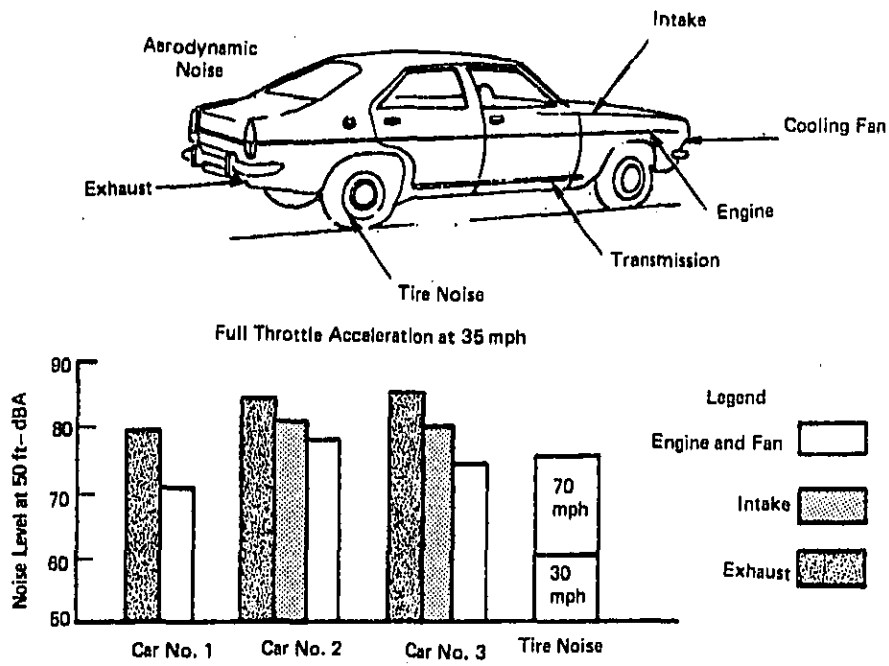 Aerodynamic
Noise
Intake
Cooling Fan
Exhaust
Engine
Transmission
Tire Noise
Full Throttle Acceleration at 35 mph
Noise Level at 50 ft - dBA
90
80
70
60
50
70
mph
30
mph
Car No. 1
Car No. 2
Car No. 3
Tire Noise
Legend
Engine and Fan
Intake
Exhaust